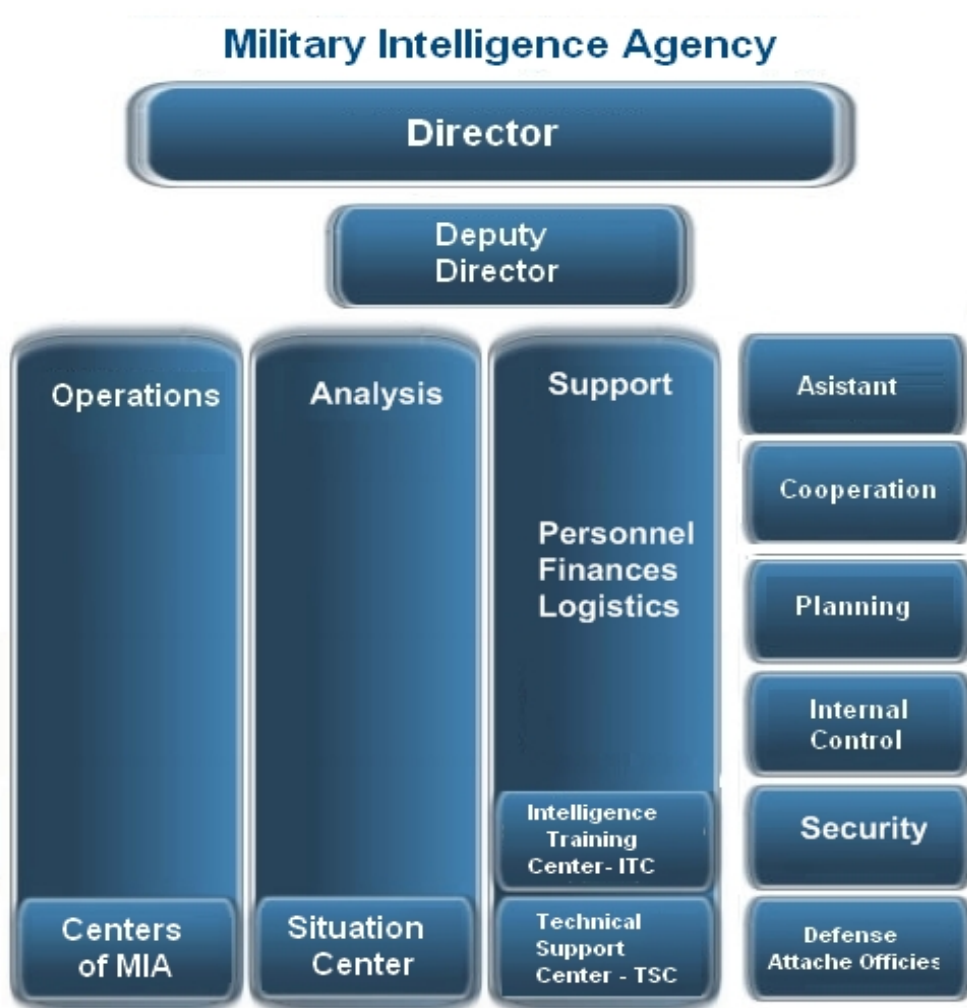 Military Intelligence Agency
Director
Deputy
Director
Operations
Analysis
Support
Personnel
Finances
Logistics
Intelligence
Training
Center- ITC
Centers
of MIA
Situation
Center
Technical
Support
Center - TSC
Asistant
Cooperation
Planning
Internal
Control
Security
Defense
Attache Officies